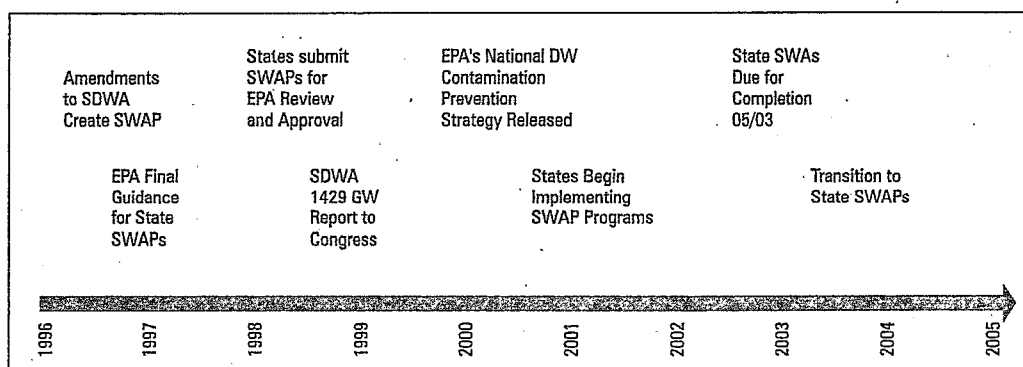 Amendments
to SDWA
Create SWAP
States submit
SWAPs for
EPA Review
and Approval
EPA's National DW
Contamination
Prevention
Strategy Released
State SWAs
Due for
Completion
05/03
EPA Final
Guidance
for State
SWAPs
SDWA
1429 GW
Report to
Congress
States Begin
Implementing
SWAP Programs
Transition to
State SWAPs
1996
1997
1998
1999
2000
2001
2002
2003
2004
2005